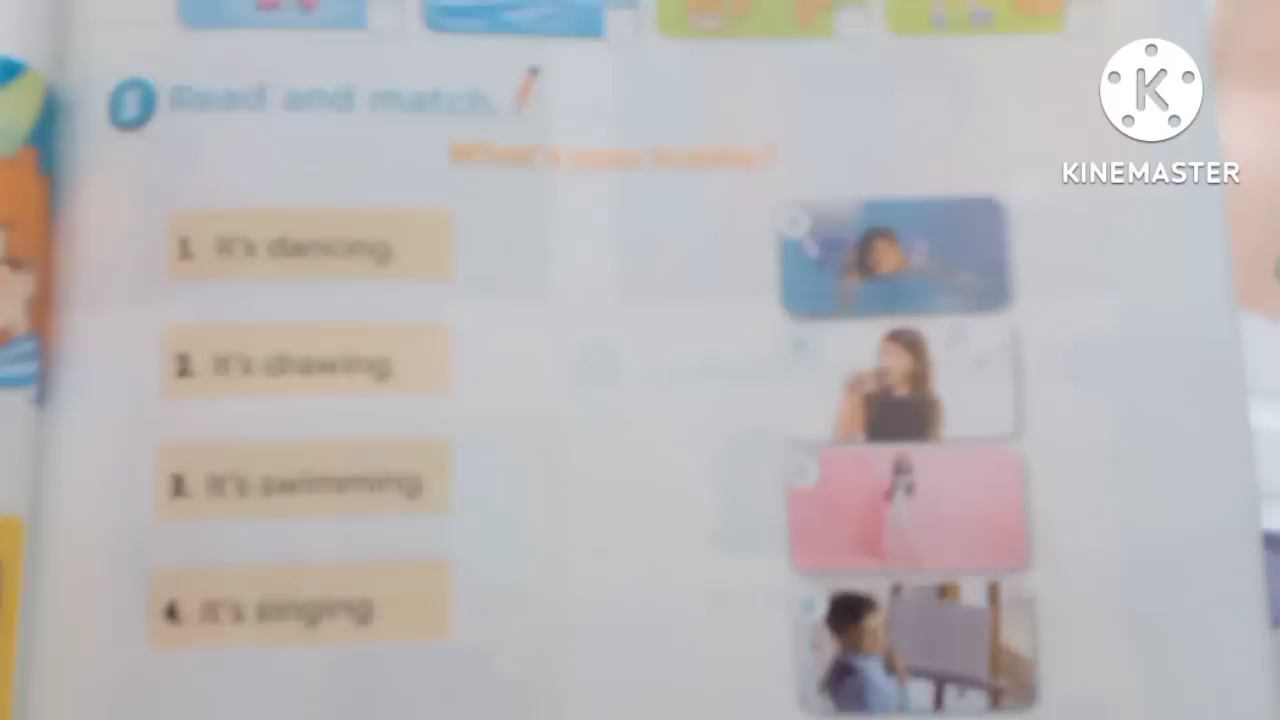 3 Read and match.
What's your hobby?
1. It's dancing.
2. It's drawing.
3. It's swimming
4. It's singing
K
KINEMASTER